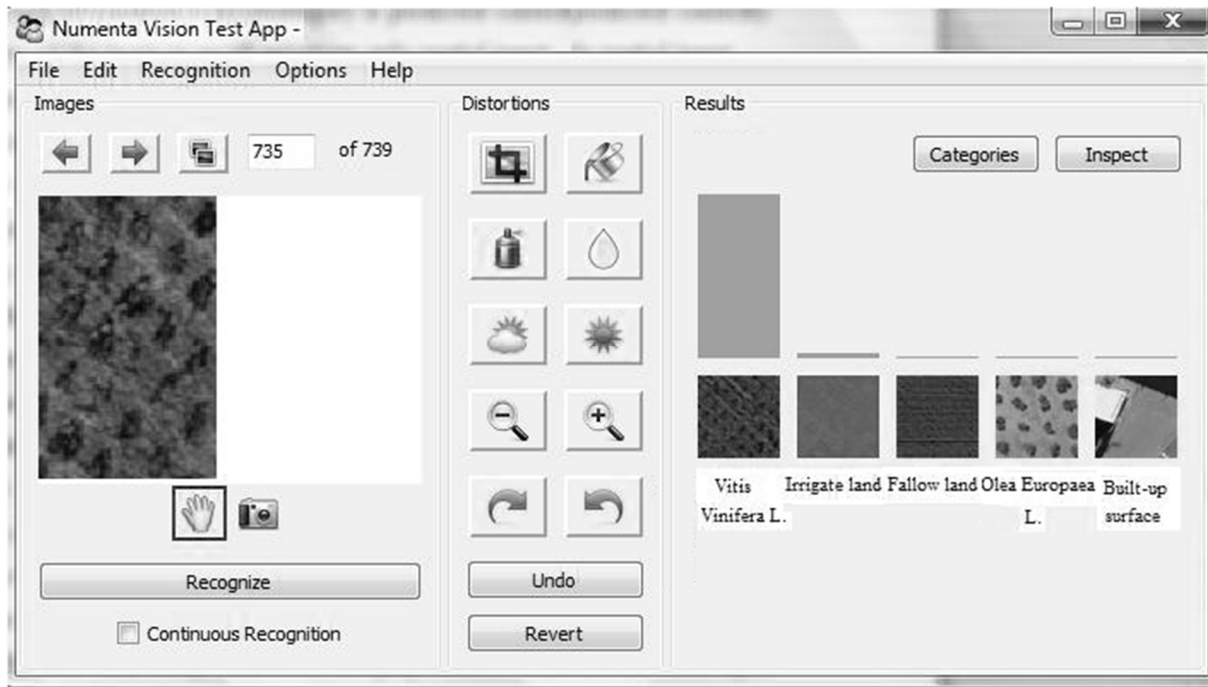 Numenta Vision Test App -
File Edit Recognition Options Help
Images
Distortions
Results
735 of 739
Categories
Inspect
Vitis
Vinifera L.
Irrigate land
Fallow land
Olea Europaea
L.
Built-up
surface
Recognize
Undo
Continuous Recognition
Revert